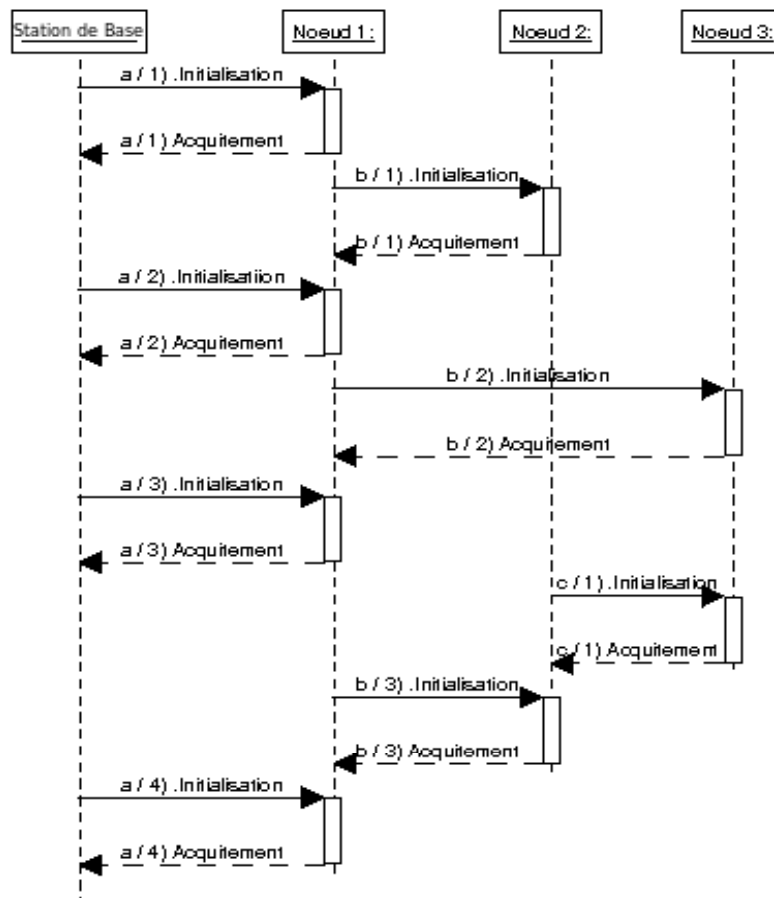 Station de Base
Noeud 1:
Noeud 2:
Noeud 3:
a / 1) .Initialisation
a / 1) Acquitement
b / 1) .Initialisation
b / 1) Acquitement
a / 2) .Initialisatiion
a / 2) Acquitement
b / 2) .Initialisation
b / 2) Acquitement
a / 3) .Initialisation
a / 3) Acquitement
c / 1) .Initialisation
c / 1) Acquitement
b / 3) .Initialisation
b / 3) Acquitement
a / 4) .Initialisation
a / 4) Acquitement